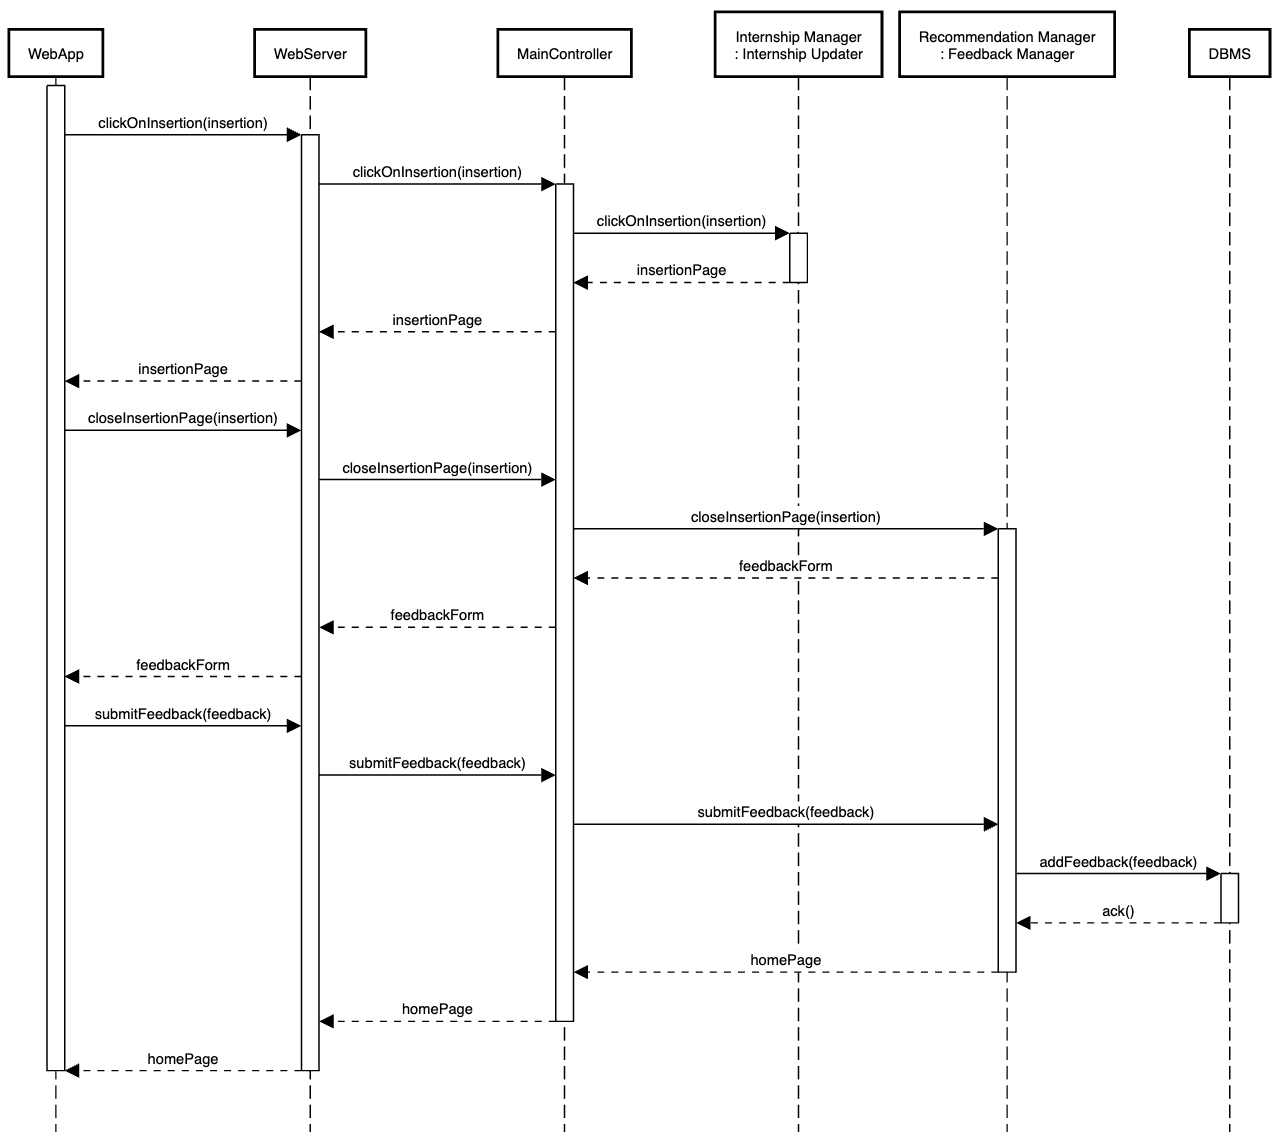 WebApp
WebServer
MainController
Internship Manager
: Internship Updater
Recommendation Manager
: Feedback Manager
DBMS
clickOnInsertion(insertion)
clickOnInsertion(insertion)
clickOnInsertion(insertion)
insertionPage
insertionPage
insertionPage
closeInsertionPage(insertion)
closeInsertionPage(insertion)
closeInsertionPage(insertion)
feedbackForm
feedbackForm
feedbackForm
submitFeedback(feedback)
submitFeedback(feedback)
submitFeedback(feedback)
addFeedback(feedback)
ack()
homePage
homePage
homePage